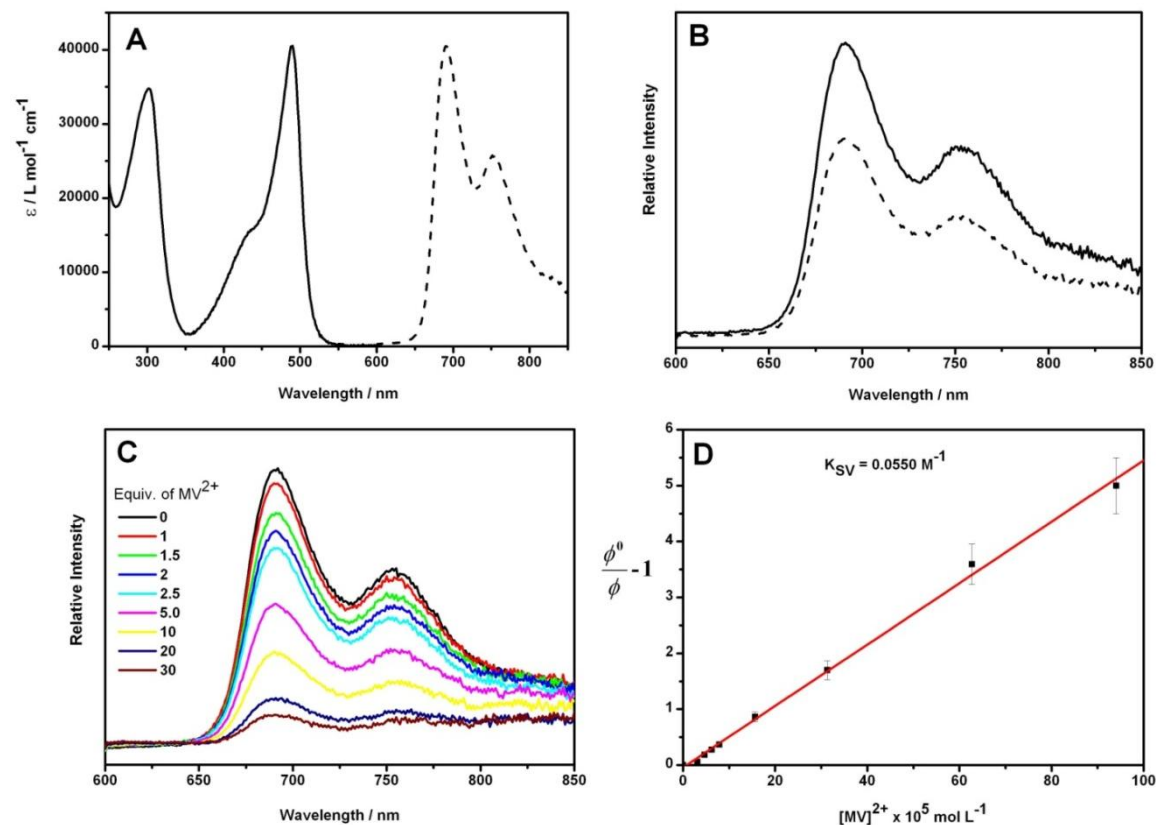 A
ε / L mol⁻¹ cm⁻¹
40000
30000
20000
10000
0
300 400 500 600 700 800
Wavelength / nm
B
Relative Intensity
600 650 700 750 800 850
Wavelength / nm
C
Relative Intensity
Equiv. of MV²⁺
0
1
1.5
2
2.5
5.0
10
20
30
600 650 700 750 800 850
Wavelength / nm
D
K_SV = 0.0550 M⁻¹
ϕ⁰/ϕ -1
6
5
4
3
2
1
0
0 20 40 60 80 100
[MV]²⁺ x 10⁵ mol L⁻¹